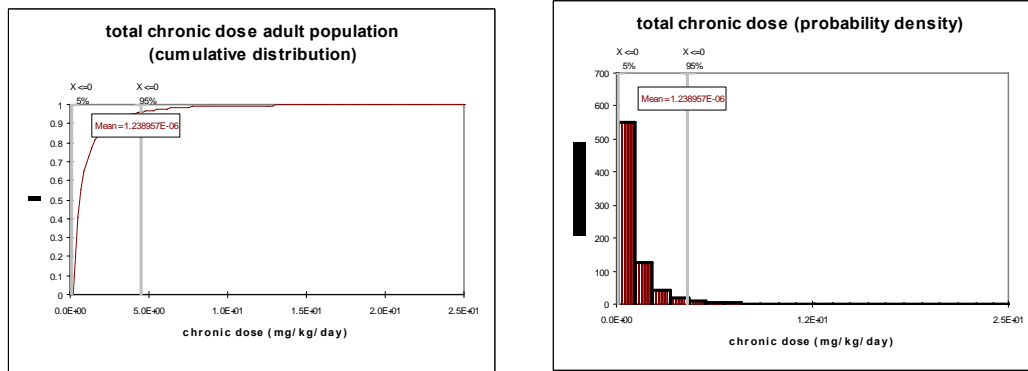 total chronic dose adult population
(cumulative distribution)
X <=0
5%
X <=0
95%
1
0.9
0.8
0.7
0.6
0.5
0.4
0.3
0.2
0.1
0
Mean=1.238957E-06
0.0E+00
5.0E+00
1.0E+01
1.5E+01
2.0E+01
2.5E+01
chronic dose (mg/kg/day)
total chronic dose (probability density)
X <=0
5%
X <=0
95%
700
600
500
400
300
200
100
0
Mean=1.238957E-06
0.0E+00
1.2E+01
2.5E+01
chronic dose (mg/kg/day)